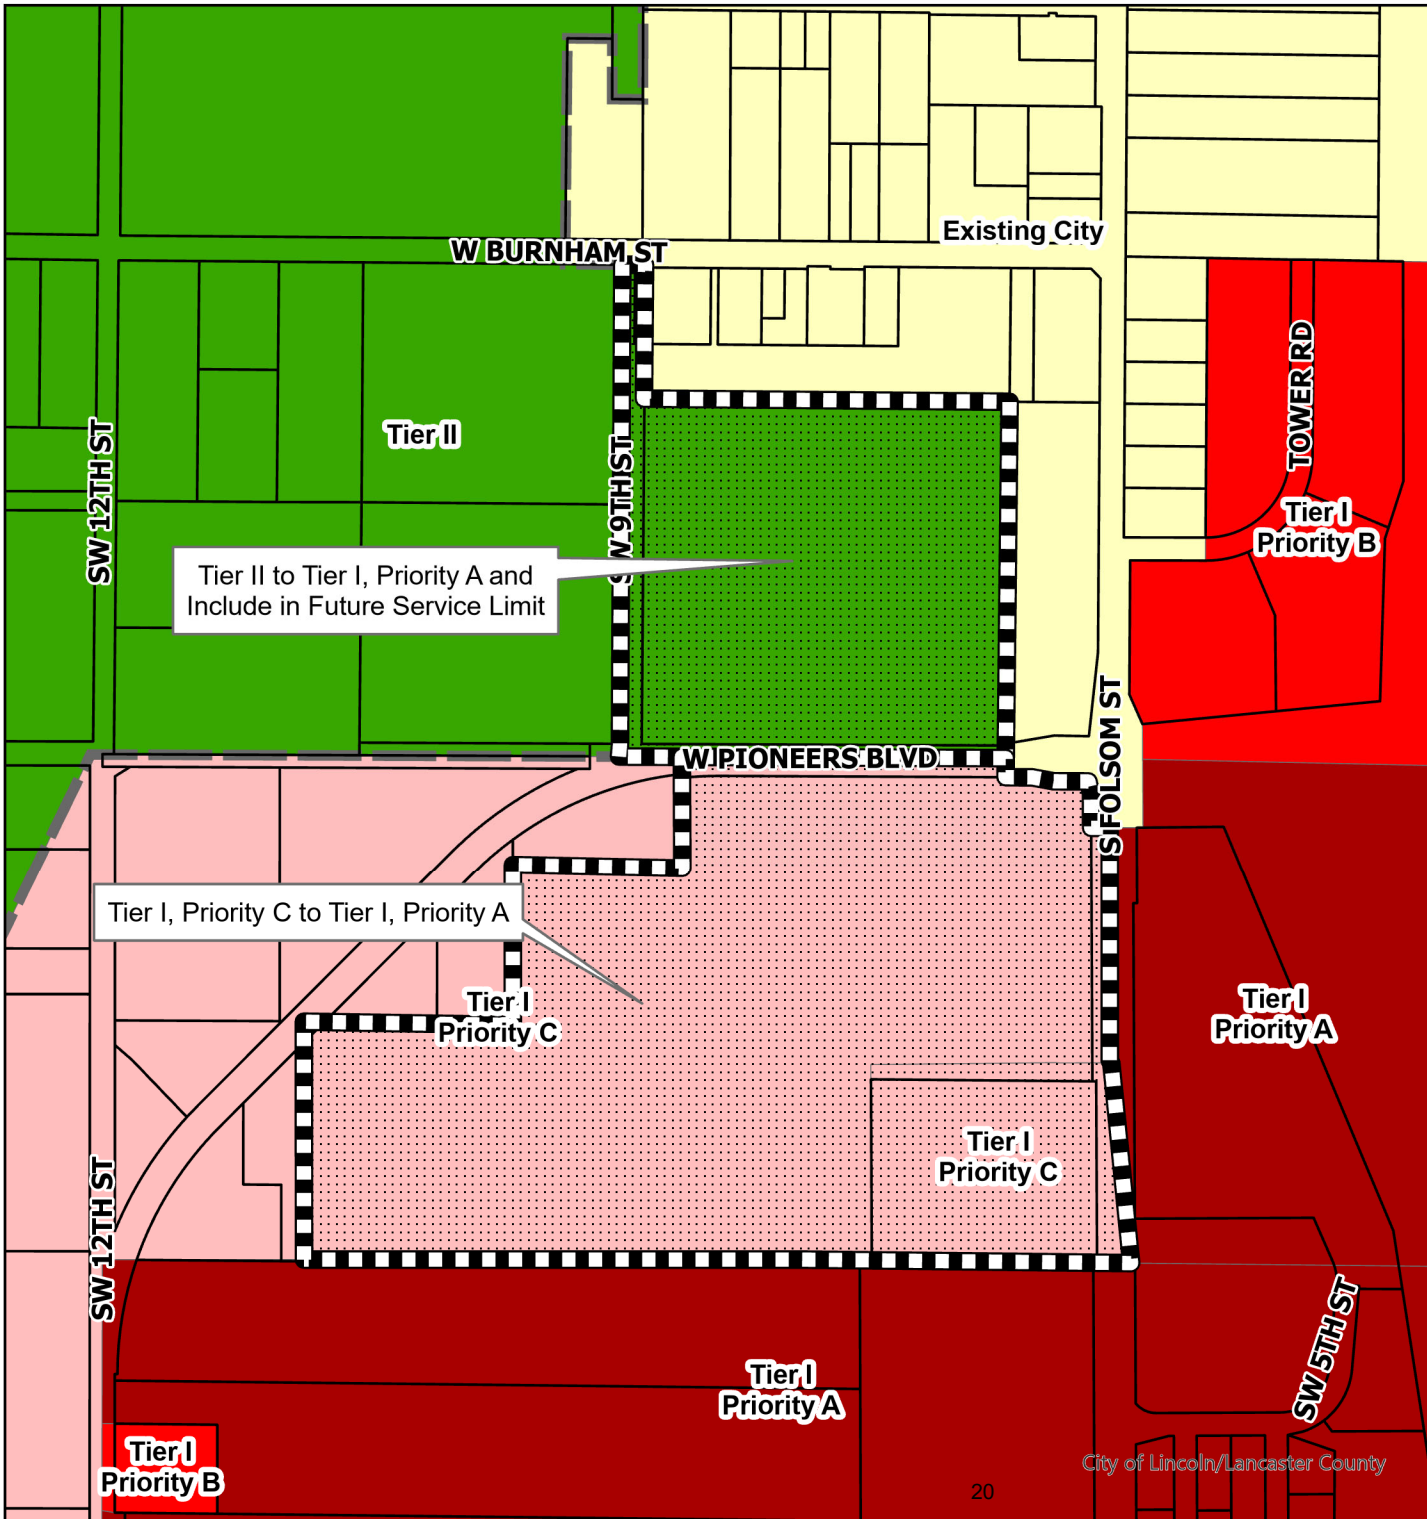 Existing City
W BURNHAM ST
TOWER RD
SW 12TH ST
Tier II
SW 9TH ST
Tier I
Priority B
Tier II to Tier I, Priority A and
Include in Future Service Limit
S FOLSOM ST
W PIONEERS BLVD
Tier I, Priority C to Tier I, Priority A
Tier I
Priority C
Tier I
Priority A
Tier I
Priority C
SW 12TH ST
SW 5TH ST
Tier I
Priority A
Tier I
Priority B
City of Lincoln/Lancaster County
20